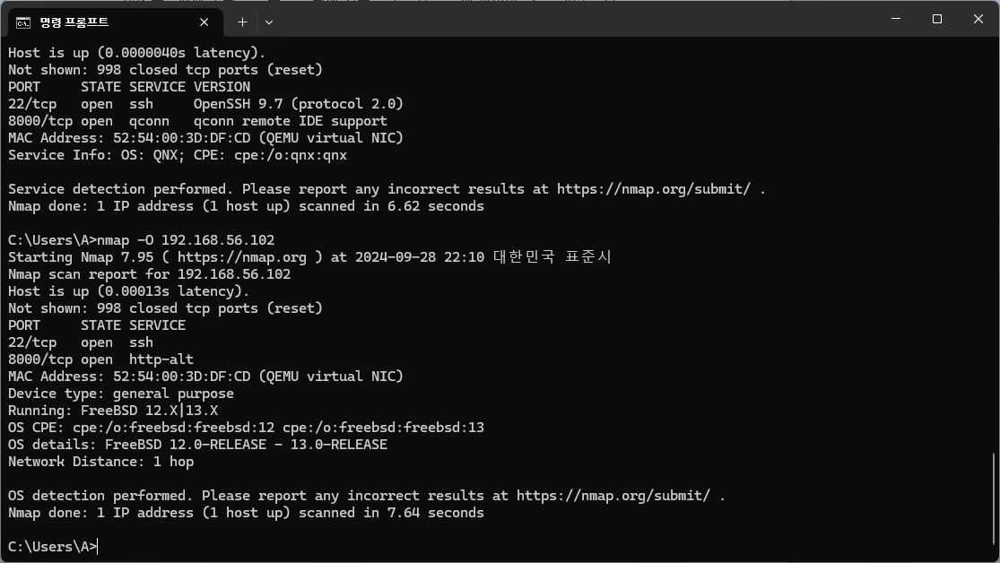 명령 프롬프트
Host is up (0.0000040s latency).
Not shown: 998 closed tcp ports (reset)
PORT     STATE SERVICE VERSION
22/tcp   open  ssh     OpenSSH 9.7 (protocol 2.0)
8000/tcp open  qconn   qconn remote IDE support
MAC Address: 52:54:00:3D:DF:CD (QEMU virtual NIC)
Service Info: OS: QNX; CPE: cpe:/o:qnx:qnx

Service detection performed. Please report any incorrect results at https://nmap.org/submit/ .
Nmap done: 1 IP address (1 host up) scanned in 6.62 seconds

C:\Users\A>nmap -O 192.168.56.102
Starting Nmap 7.95 ( https://nmap.org ) at 2024-09-28 22:10 대한민국 표준시
Nmap scan report for 192.168.56.102
Host is up (0.00013s latency).
Not shown: 998 closed tcp ports (reset)
PORT     STATE SERVICE
22/tcp   open  ssh
8000/tcp open  http-alt
MAC Address: 52:54:00:3D:DF:CD (QEMU virtual NIC)
Device type: general purpose
Running: FreeBSD 12.X|13.X
OS CPE: cpe:/o:freebsd:freebsd:12 cpe:/o:freebsd:freebsd:13
OS details: FreeBSD 12.0-RELEASE - 13.0-RELEASE
Network Distance: 1 hop

OS detection performed. Please report any incorrect results at https://nmap.org/submit/ .
Nmap done: 1 IP address (1 host up) scanned in 7.64 seconds

C:\Users\A>